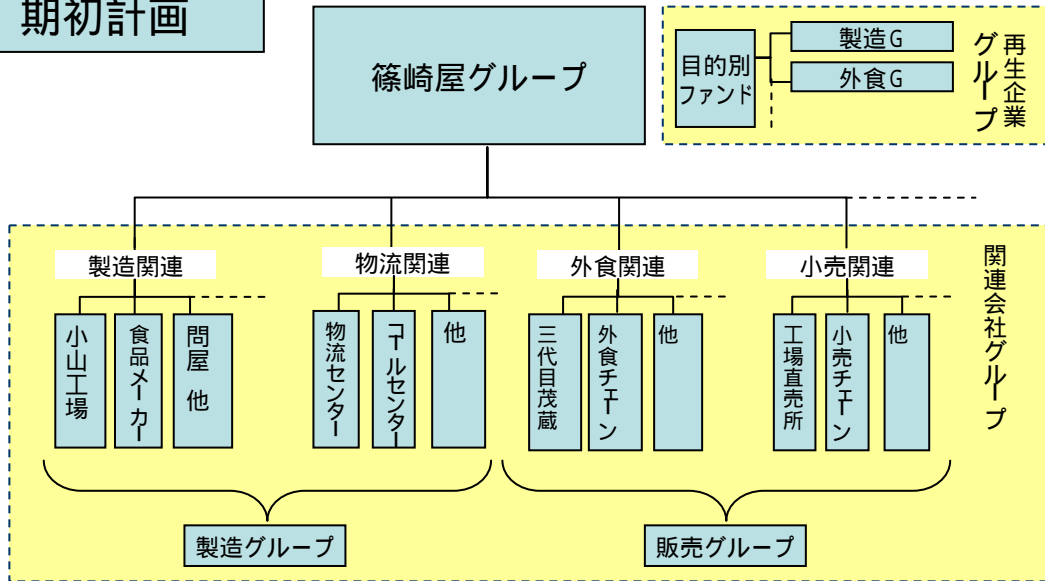 期初計画
篠崎屋グループ
目的別
ファンド
製造G
外食G
再生企業
グループ
製造関連
物流関連
外食関連
小売関連
小山工場
食品メーカー
問屋 他
物流センター
コールセンター
他
三代目茂蔵
外食チェーン
他
工場直売所
小売チェーン
他
関連会社グループ
製造グループ
販売グループ